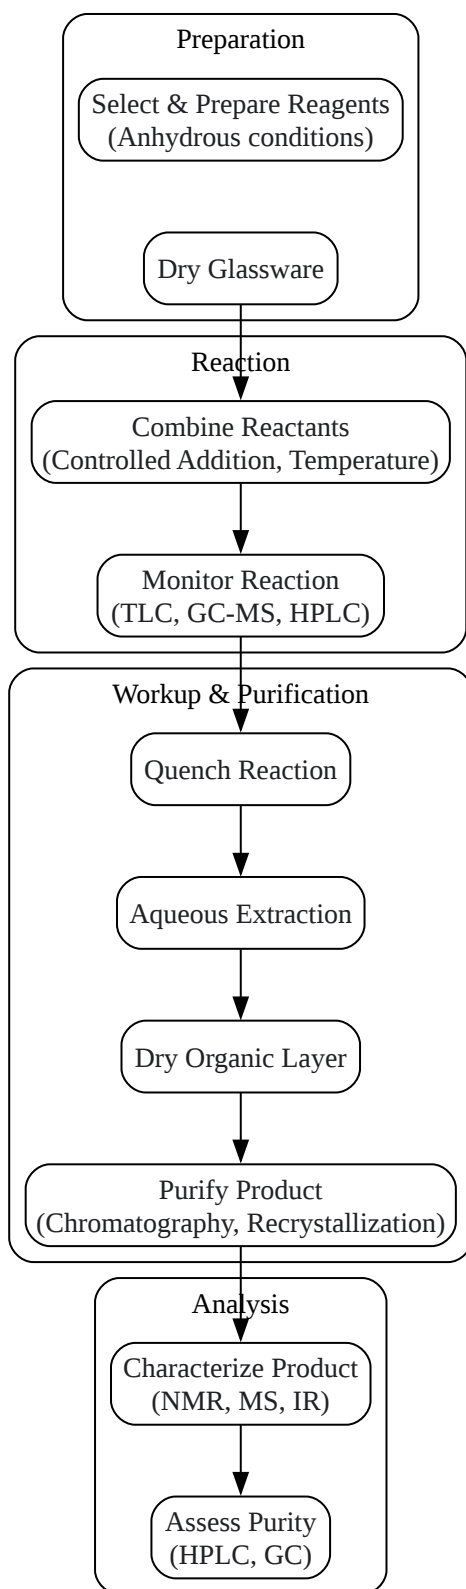 Preparation
Select & Prepare Reagents
(Anhydrous conditions)
Dry Glassware
Reaction
Combine Reactants
(Controlled Addition, Temperature)
Monitor Reaction
(TLC, GC-MS, HPLC)
Workup & Purification
Quench Reaction
Aqueous Extraction
Dry Organic Layer
Purify Product
(Chromatography, Recrystallization)
Analysis
Characterize Product
(NMR, MS, IR)
Assess Purity
(HPLC, GC)